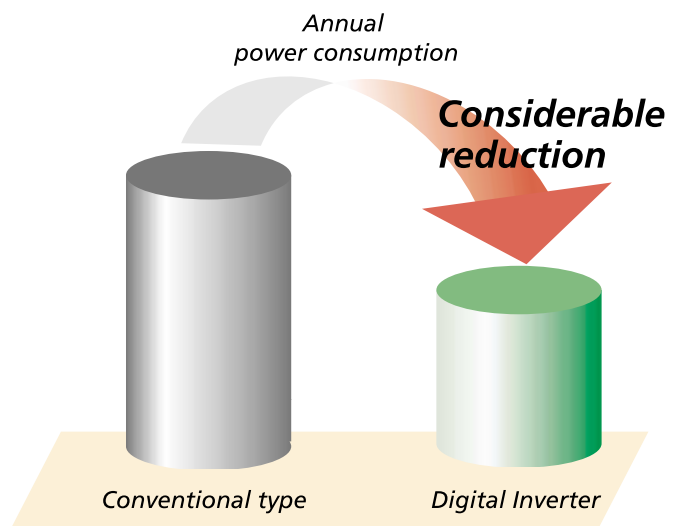 Annual
power consumption
Considerable
reduction
Conventional type
Digital Inverter